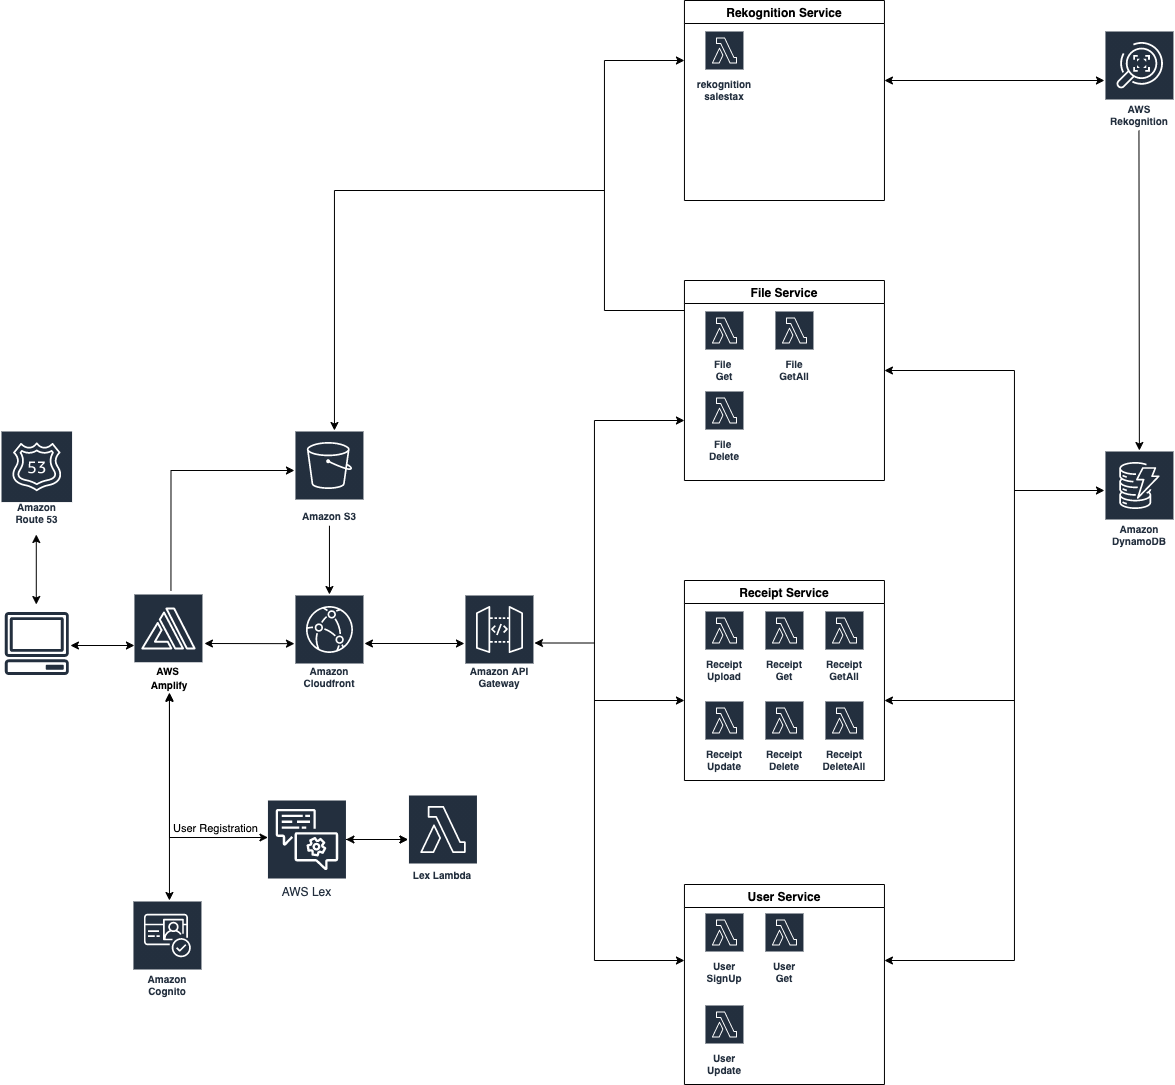 Rekognition Service
rekognition
salestax
AWS
Rekognition
File Service
File
Get
File
GetAll
File
Delete
53
Amazon
Route 53
Amazon S3
Amazon
DynamoDB
Receipt Service
Receipt
Upload
Receipt
Get
Receipt
GetAll
Receipt
Update
Receipt
Delete
Receipt
DeleteAll
</>
AWS
Amplify
Amazon
Cloudfront
Amazon API
Gateway
User Registration
AWS Lex
Lex Lambda
Amazon
Cognito
User Service
User
SignUp
User
Get
User
Update